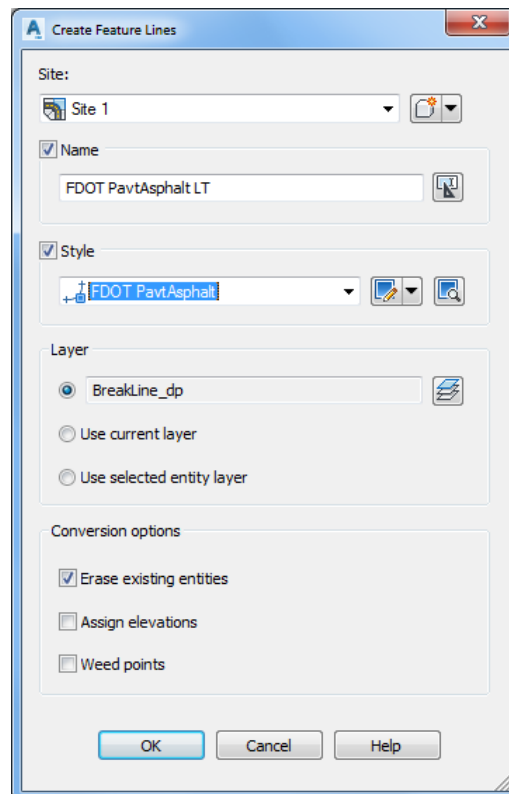 Create Feature Lines
Site:
Site 1
Name
FDOT PavtAsphalt LT
Style
FDOT PavtAsphalt
Layer
BreakLine_dp
Use current layer
Use selected entity layer
Conversion options
Erase existing entities
Assign elevations
Weed points
OK Cancel Help